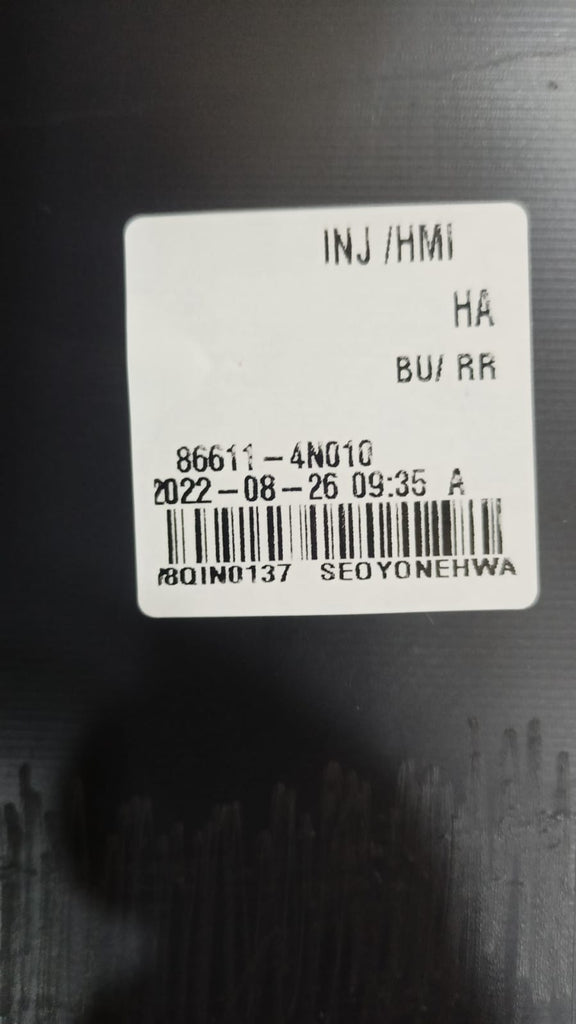 INJ /HMI
HA
BU/ RR
86611-4N010
2022-08-26 09:35 A
SEOYONEHWA